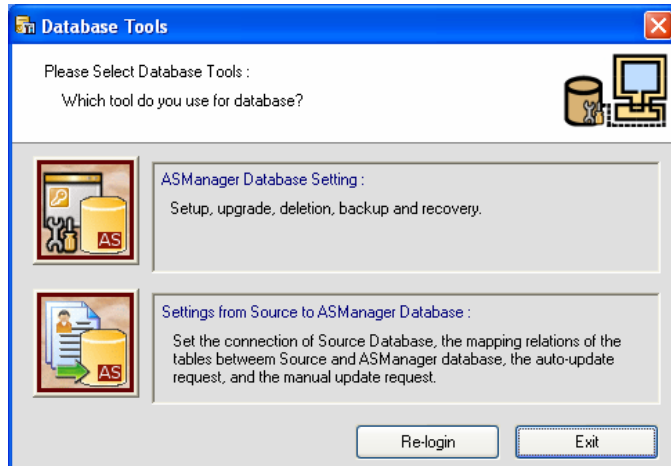 Database Tools
Please Select Database Tools :
Which tool do you use for database?
ASManager Database Setting :
Setup, upgrade, deletion, backup and recovery.
AS
Settings from Source to ASManager Database :
Set the connection of Source Database, the mapping relations of the
tables betweem Source and ASManager database, the auto-update
request, and the manual update request.
AS
Re-login
Exit